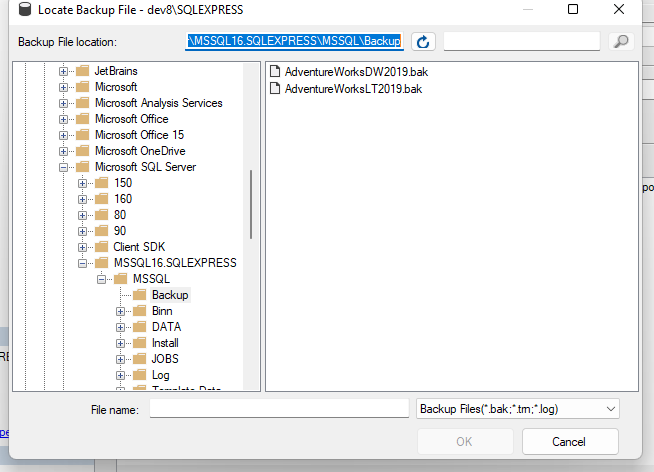 Locate Backup File - dev8\SQLEXPRESS
Backup File location:
\MSSQL16.SQLEXPRESS\MSSQL\Backup
JetBrains
Microsoft
Microsoft Analysis Services
Microsoft Office
Microsoft Office 15
Microsoft OneDrive
Microsoft SQL Server
150
160
80
90
Client SDK
MSSQL16.SQLEXPRESS
MSSQL
Backup
Binn
DATA
Install
JOBS
Log
AdventureWorksDW2019.bak
AdventureWorksLT2019.bak
File name:
Backup Files(*.bak;*.trn;*.log)
OK
Cancel